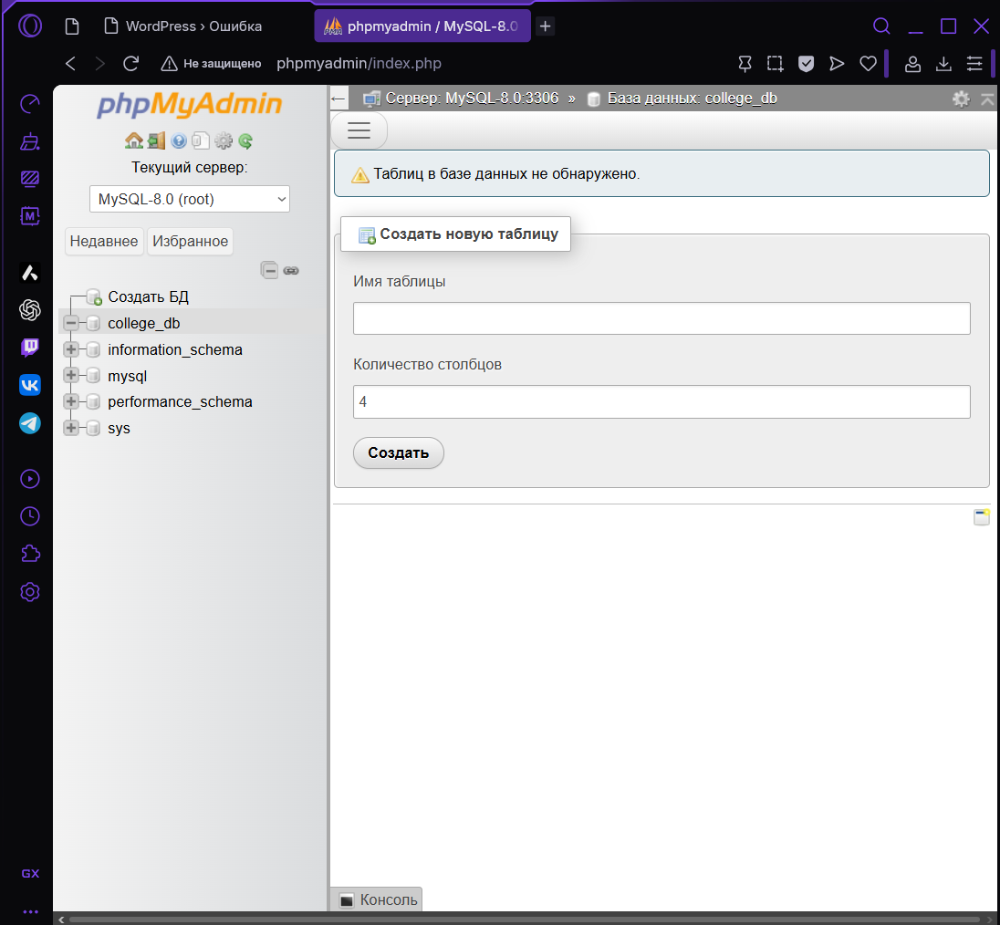 WordPress › Ошибка
phpmyadmin / MySQL-8.0
Не защищено
phpmyadmin/index.php
phpMyAdmin
Текущий сервер:
MySQL-8.0 (root)
Недавнее
Избранное
Создать БД
college_db
information_schema
mysql
performance_schema
sys
Сервер: MySQL-8.0:3306 » База данных: college_db
Таблиц в базе данных не обнаружено.
Создать новую таблицу
Имя таблицы
Количество столбцов
4
Создать
Консоль
M
VK
GX